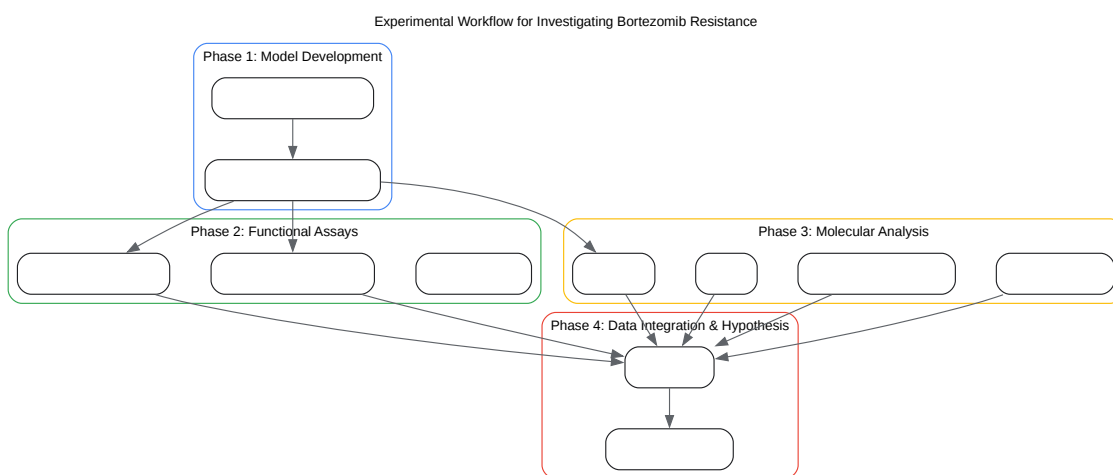 Experimental Workflow for Investigating Bortezomib Resistance
Phase 1: Model Development
Phase 2: Functional Assays
Phase 3: Molecular Analysis
Phase 4: Data Integration & Hypothesis